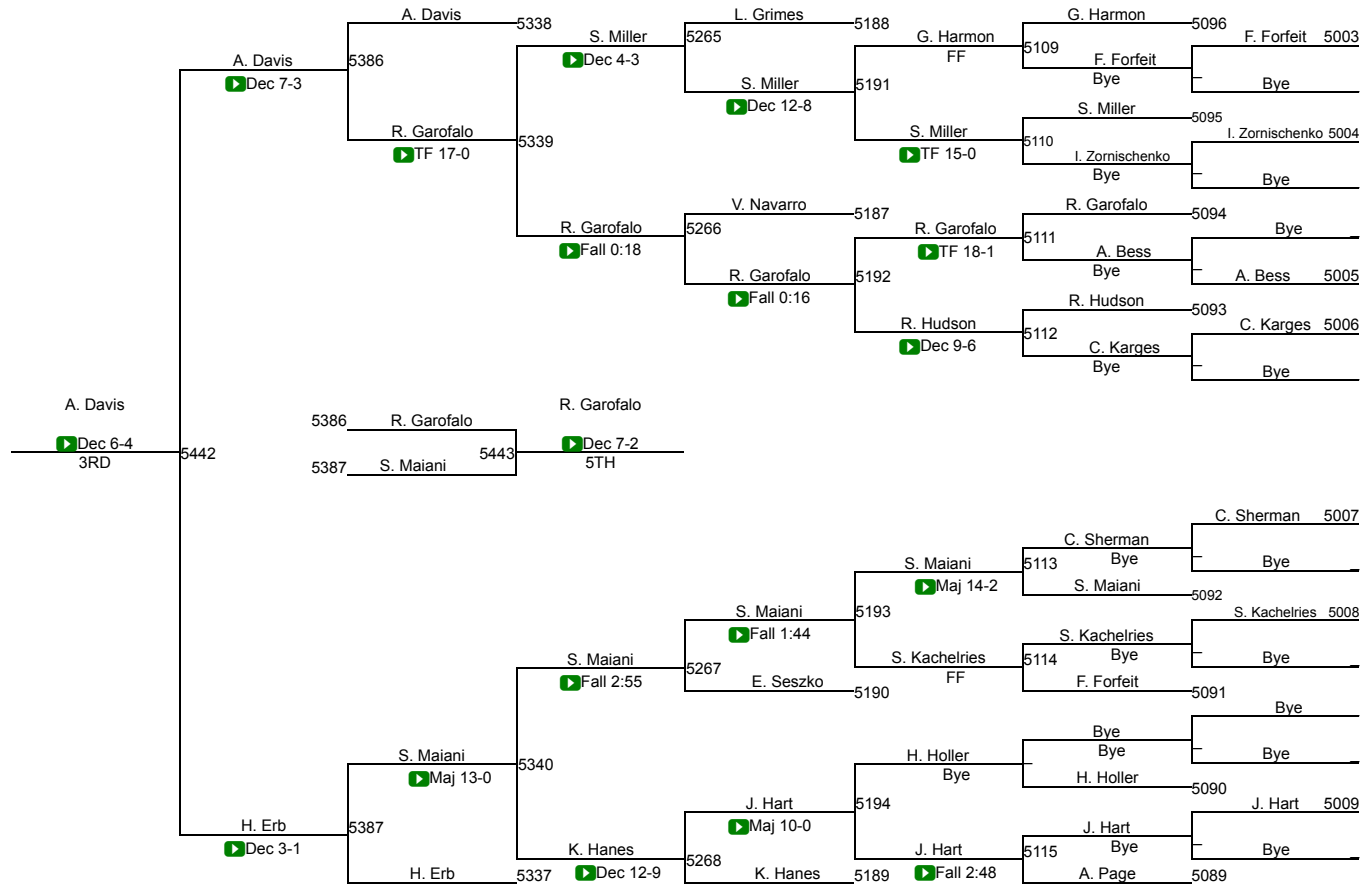 A. Davis 5338
S. Miller
Dec 4-3
L. Grimes 5188
5265
G. Harmon
FF
G. Harmon 5096
5109
F. Forfeit
Bye
F. Forfeit 5003
Bye
A. Davis
Dec 7-3
5386
S. Miller
Dec 12-8
5191
S. Miller
TF 15-0
S. Miller 5095
5110
I. Zornischenko
Bye
I. Zornischenko 5004
Bye
R. Garofalo
TF 17-0
5339
R. Garofalo
Fall 0:18
V. Navarro 5187
5266
R. Garofalo
TF 18-1
R. Garofalo 5094
5111
A. Bess
Bye
Bye
A. Bess 5005
R. Garofalo
Fall 0:16
5192
R. Hudson
Dec 9-6
R. Hudson 5093
5112
C. Karges
Bye
C. Karges 5006
Bye
A. Davis
Dec 6-4
3RD
5442
5386 R. Garofalo
5387 S. Maiani
5443
R. Garofalo
Dec 7-2
5TH
C. Sherman 5007
Bye
C. Sherman
Bye
5113
S. Maiani 5092
S. Maiani
Maj 14-2
S. Maiani
Fall 1:44
5193
S. Kachelries 5008
Bye
S. Kachelries
Bye
5114
F. Forfeit 5091
S. Kachelries
FF
S. Maiani
Fall 2:55
5267
E. Seszko 5190
Bye
Bye
Bye
Bye
H. Holler 5090
H. Holler
Bye
S. Maiani
Maj 13-0
5340
J. Hart
Maj 10-0
5194
J. Hart 5009
Bye
J. Hart
Bye
5115
A. Page 5089
J. Hart
Fall 2:48
H. Erb
Dec 3-1
5387
K. Hanes
Dec 12-9
5268
K. Hanes 5189
H. Erb 5337